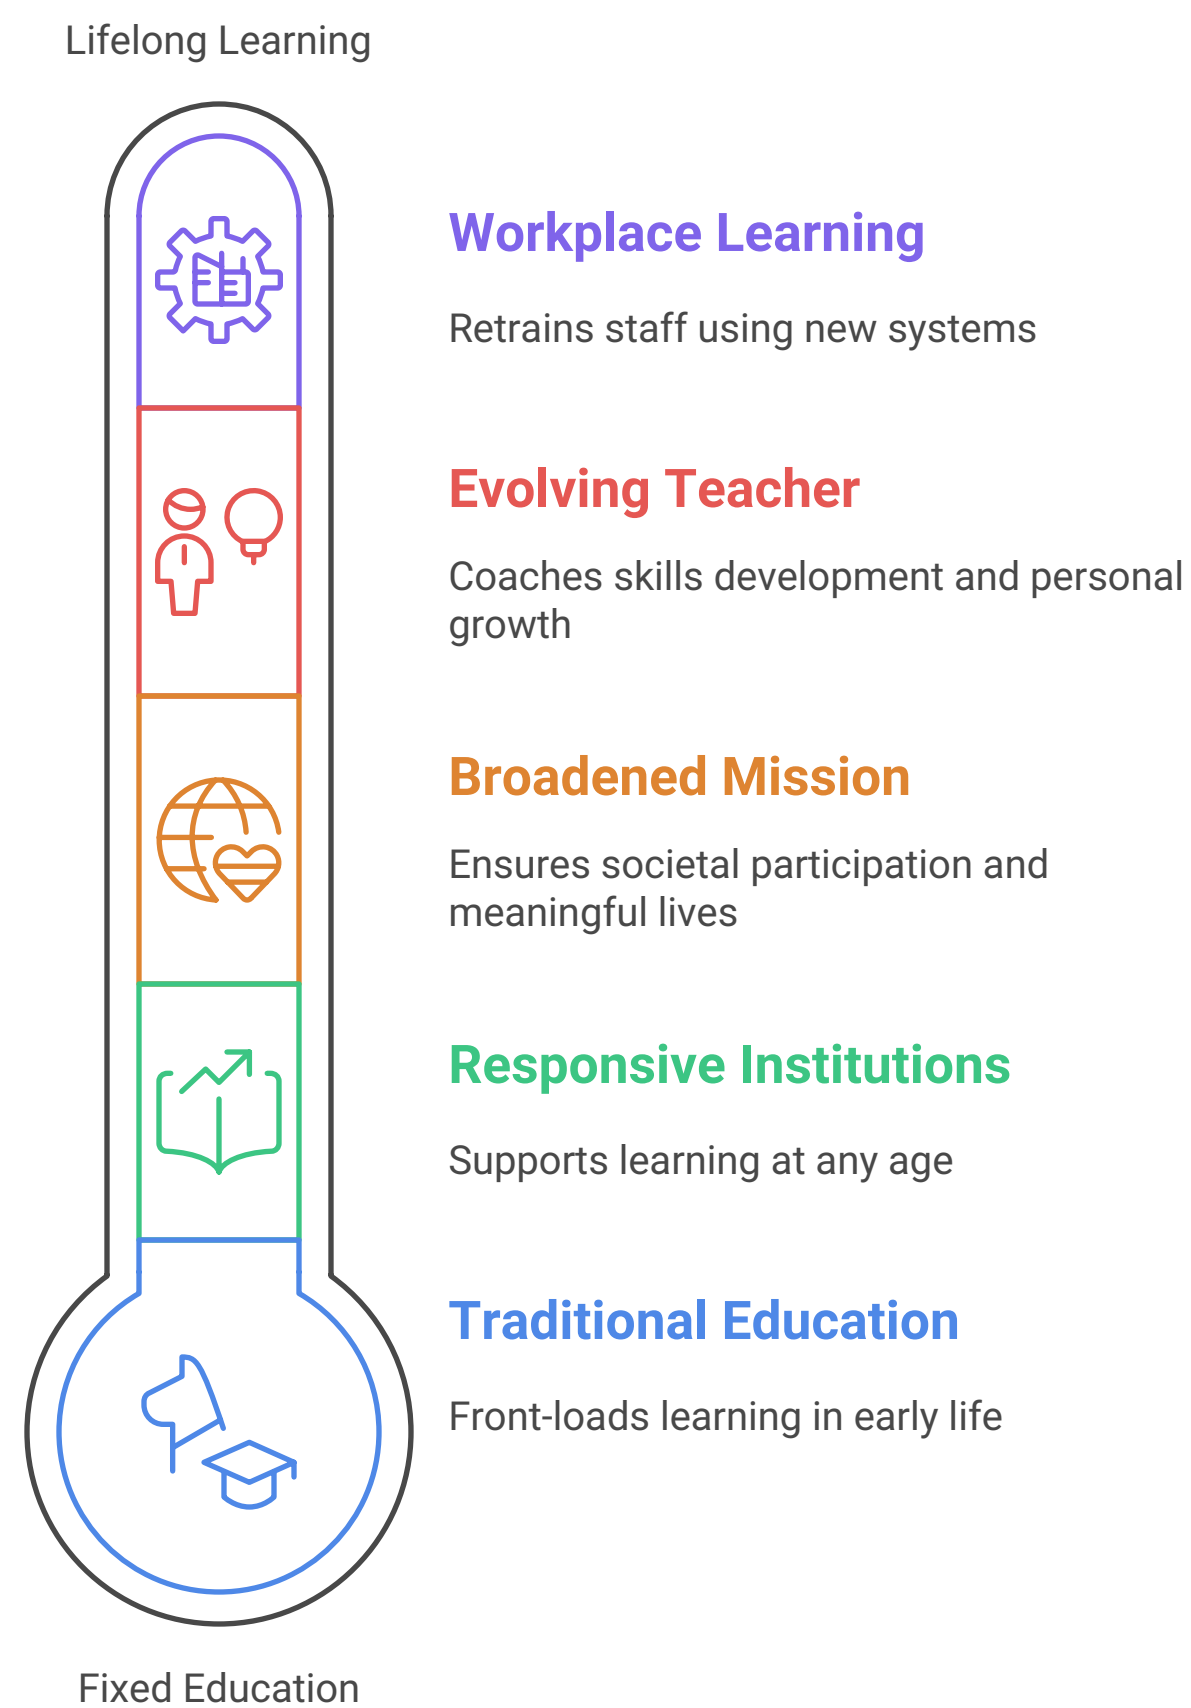 Lifelong Learning
Workplace Learning
Retrains staff using new systems
Evolving Teacher
Coaches skills development and personal
growth
Broadened Mission
Ensures societal participation and
meaningful lives
Responsive Institutions
Supports learning at any age
Traditional Education
Front-loads learning in early life
Fixed Education